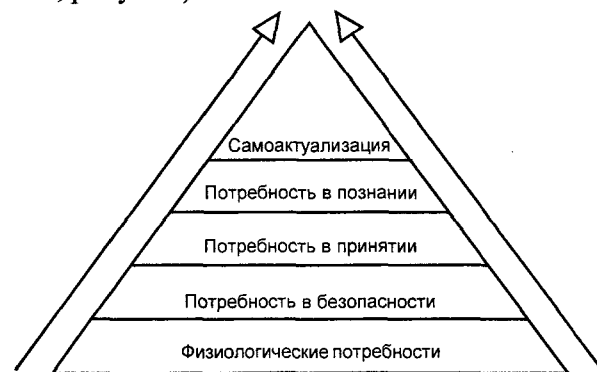 Самоактуализация
Потребность в познании
Потребность в принятии
Потребность в безопасности
Физиологические потребности